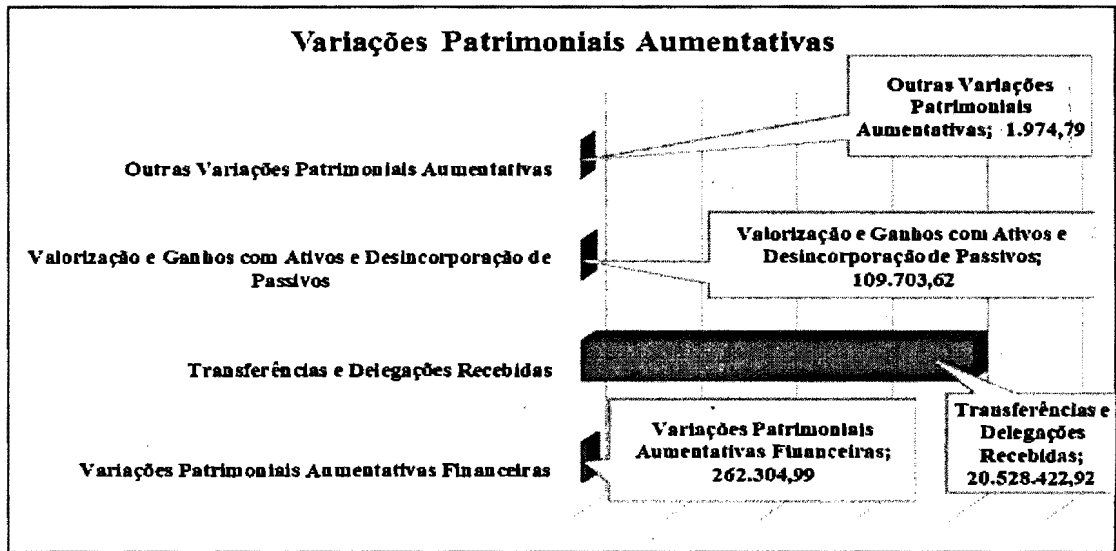 Variações Patrimoniais Aumentativas
Outras Variações
Patrimoniais
Aumentativas; 1.974,79
Outras Variações Patrimoniais Aumentativas
Valorização e Ganhos com Ativos e
Desincorporação de Passivos;
109.703,62
Valorização e Ganhos com Ativos e Desincorporação de
Passivos
Transferências e Delegações Recebidas
Transferências e
Delegações
Recebidas;
20.528.422,92
Variações Patrimoniais
Aumentativas Financeiras;
262.304,99
Variações Patrimoniais Aumentativas Financeiras